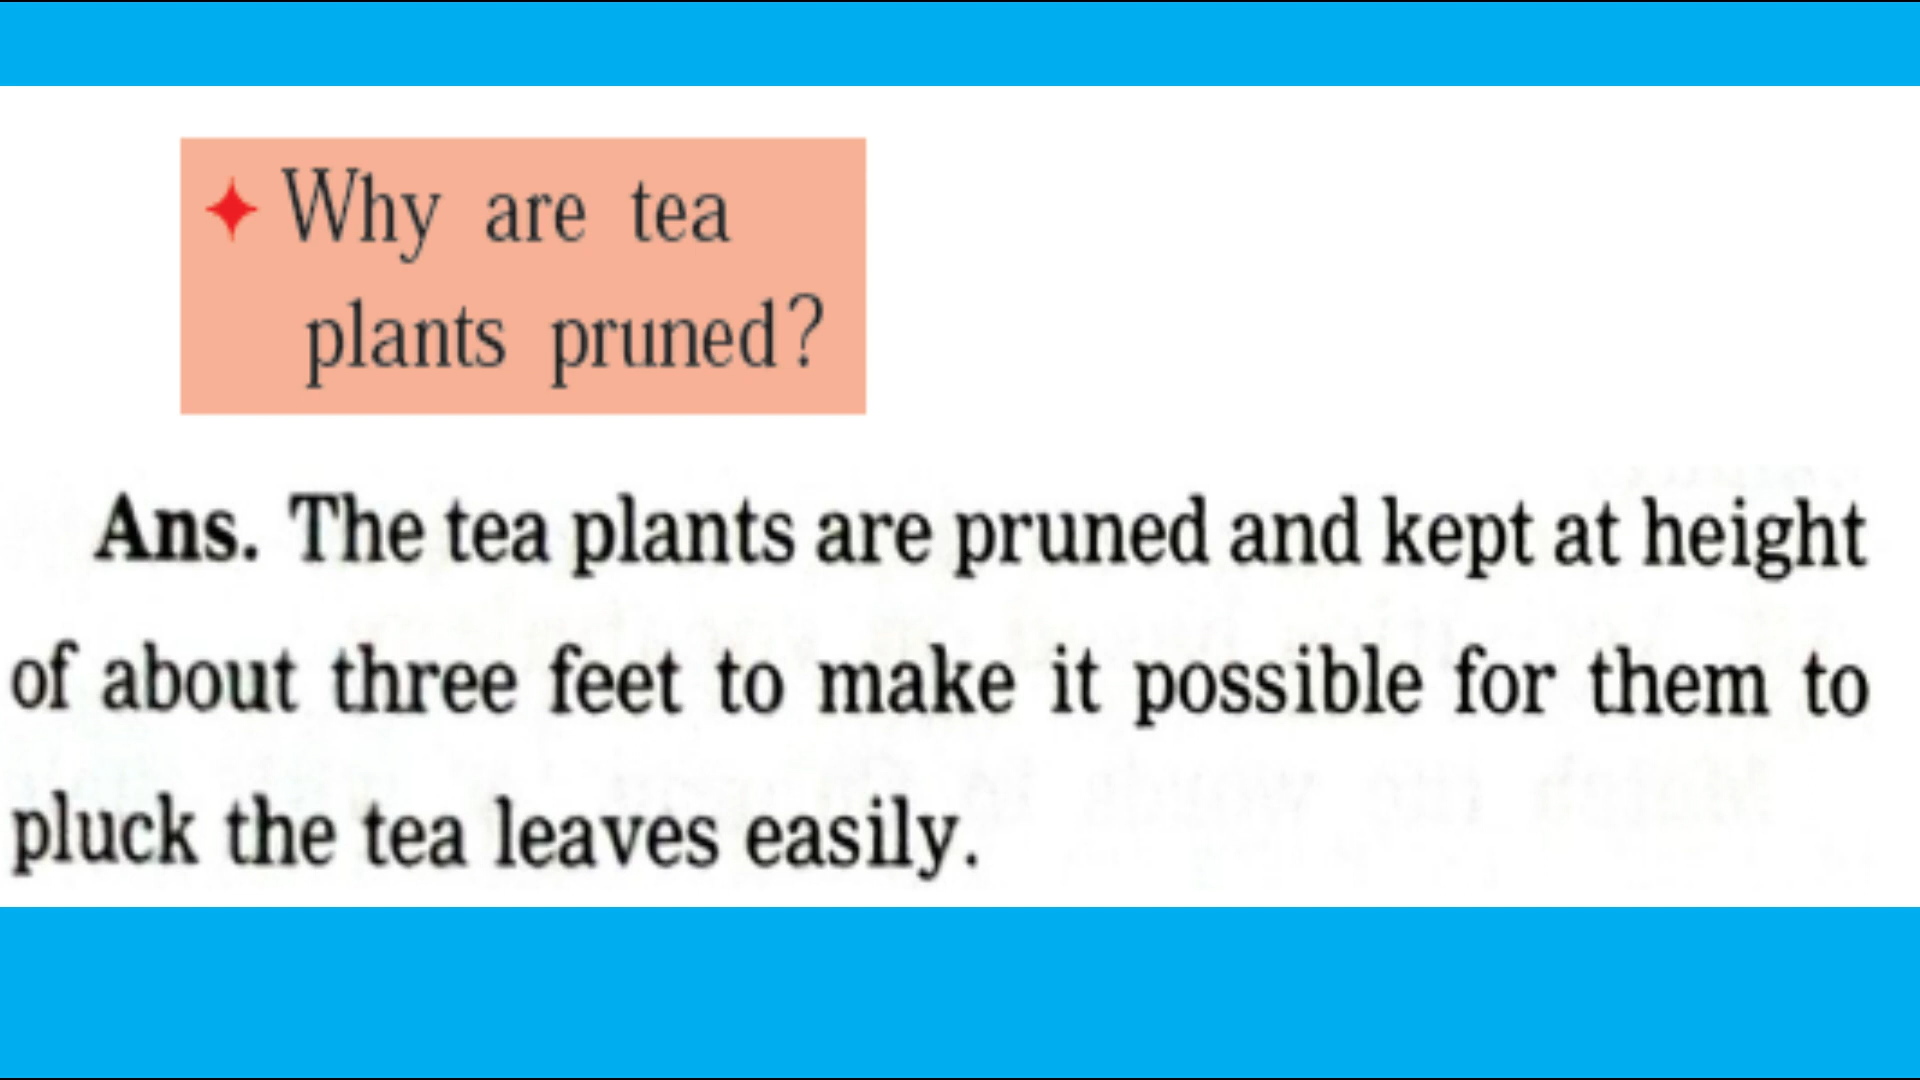 Why are tea
plants pruned?
Ans. The tea plants are pruned and kept at height
of about three feet to make it possible for them to
pluck the tea leaves easily.